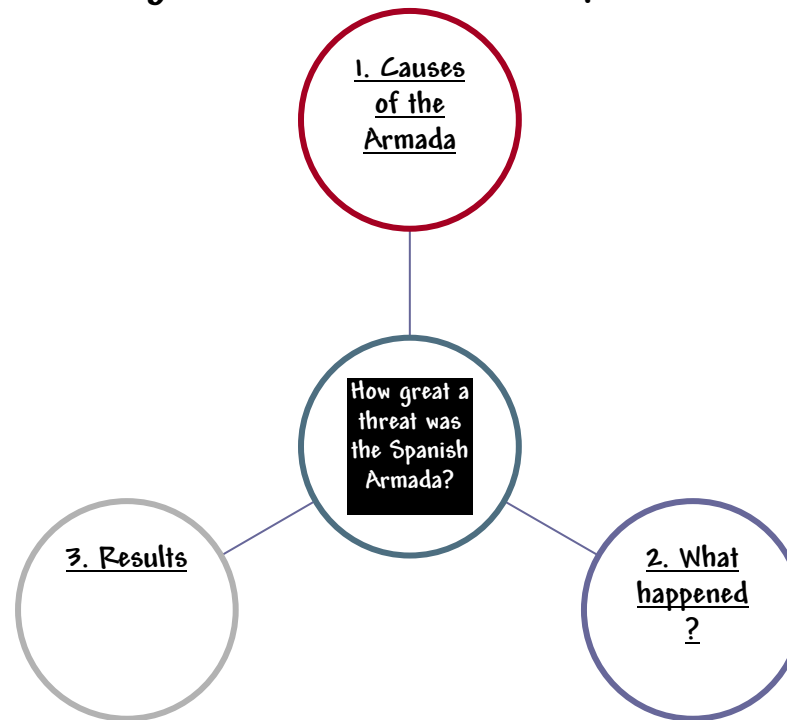 1. Causes
of the
Armada
How great a
threat was
the Spanish
Armada?
3. Results
2. What
happened
?